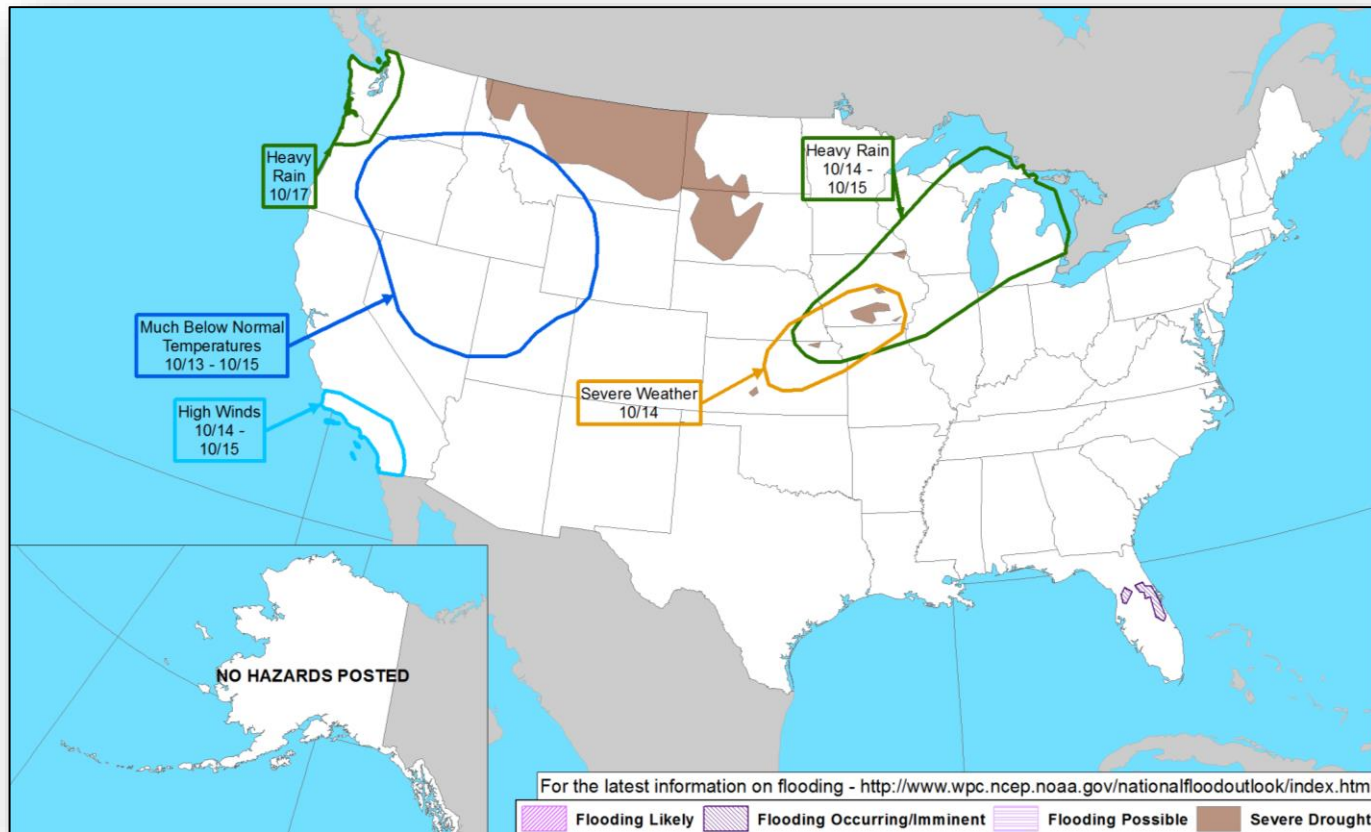 Heavy
Rain
10/17
Heavy Rain
10/14 -
10/15
Much Below Normal
Temperatures
10/13 - 10/15
High Winds
10/14 -
10/15
Severe Weather
10/14
NO HAZARDS POSTED
For the latest information on flooding - http://www.wpc.ncep.noaa.gov/nationalfloodoutlook/index.htm
Flooding Likely
Flooding Occurring/Imminent
Flooding Possible
Severe Drought